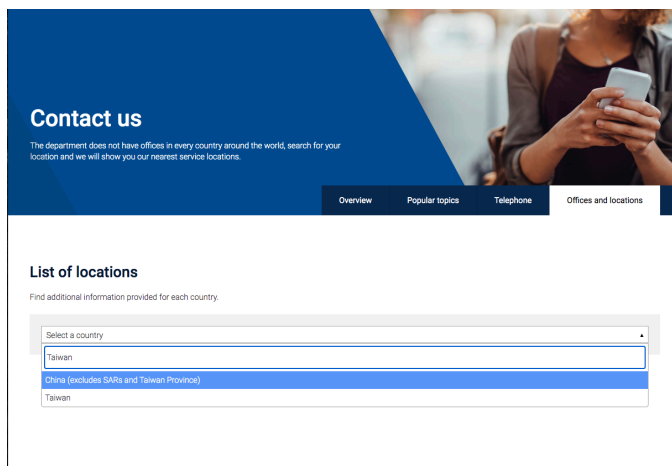 Contact us
The department does not have offices in every country around the world, search for your
location and we will show you our nearest service locations.
Overview
Popular topics
Telephone
Offices and locations
List of locations
Find additional information provided for each country.
Select a country
Taiwan
China (excludes SARs and Taiwan Province)
Taiwan